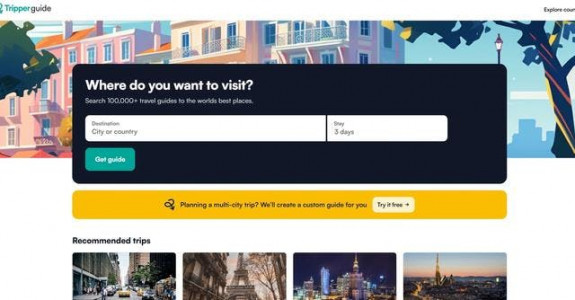 Tripperguide
Explore coun
Where do you want to visit?
Search 100,000+ travel guides to the worlds best places.
Destination
City or country
Stay
3 days
Get guide
Planning a multi-city trip? We'll create a custom guide for you
Try it free →
Recommended trips